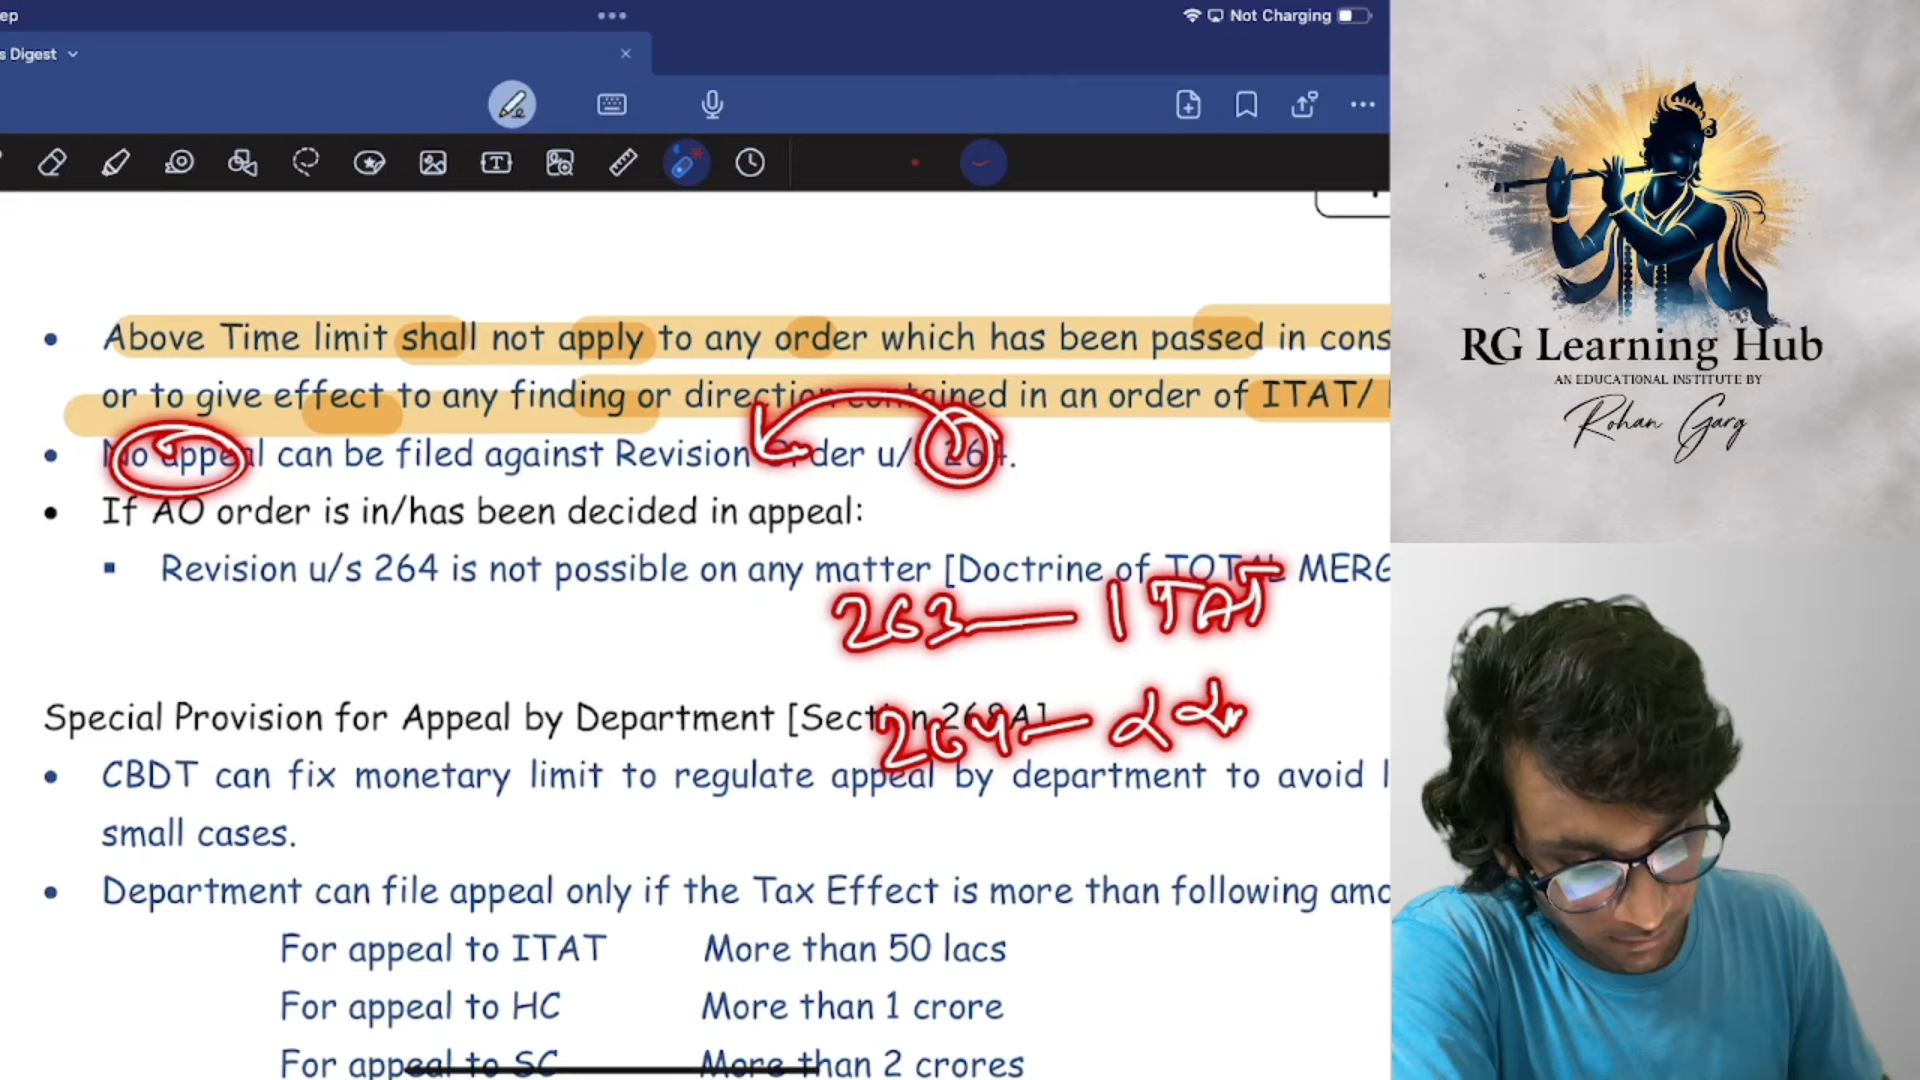 ep
Not Charging
s Digest
Above Time limit shall not apply to any order which has been passed in cons
or to give effect to any finding or direction contained in an order of ITAT/
No appeal can be filed against Revision Order u/s 264.
If AO order is in/has been decided in appeal:
Revision u/s 264 is not possible on any matter [Doctrine of TOTAL MERG
263 — ITAT
Special Provision for Appeal by Department [Section 268A]
264 —
CBDT can fix monetary limit to regulate appeal by department to avoid l
small cases.
Department can file appeal only if the Tax Effect is more than following amo
For appeal to ITAT More than 50 lacs
For appeal to HC More than 1 crore
For appeal to SC More than 2 crores
RG Learning Hub
AN EDUCATIONAL INSTITUTE BY
Rohan Garg